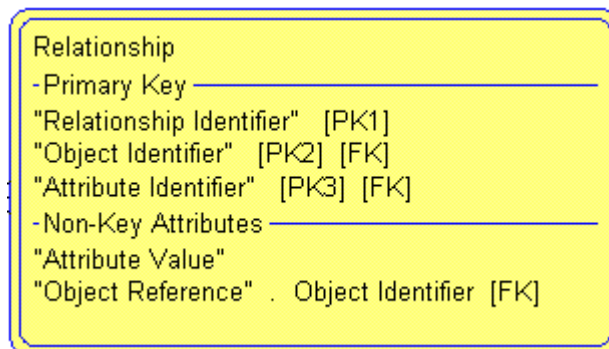 Relationship
-Primary Key
"Relationship Identifier" [PK1]
"Object Identifier" [PK2] [FK]
"Attribute Identifier" [PK3] [FK]
-Non-Key Attributes
"Attribute Value"
"Object Reference" . Object Identifier [FK]